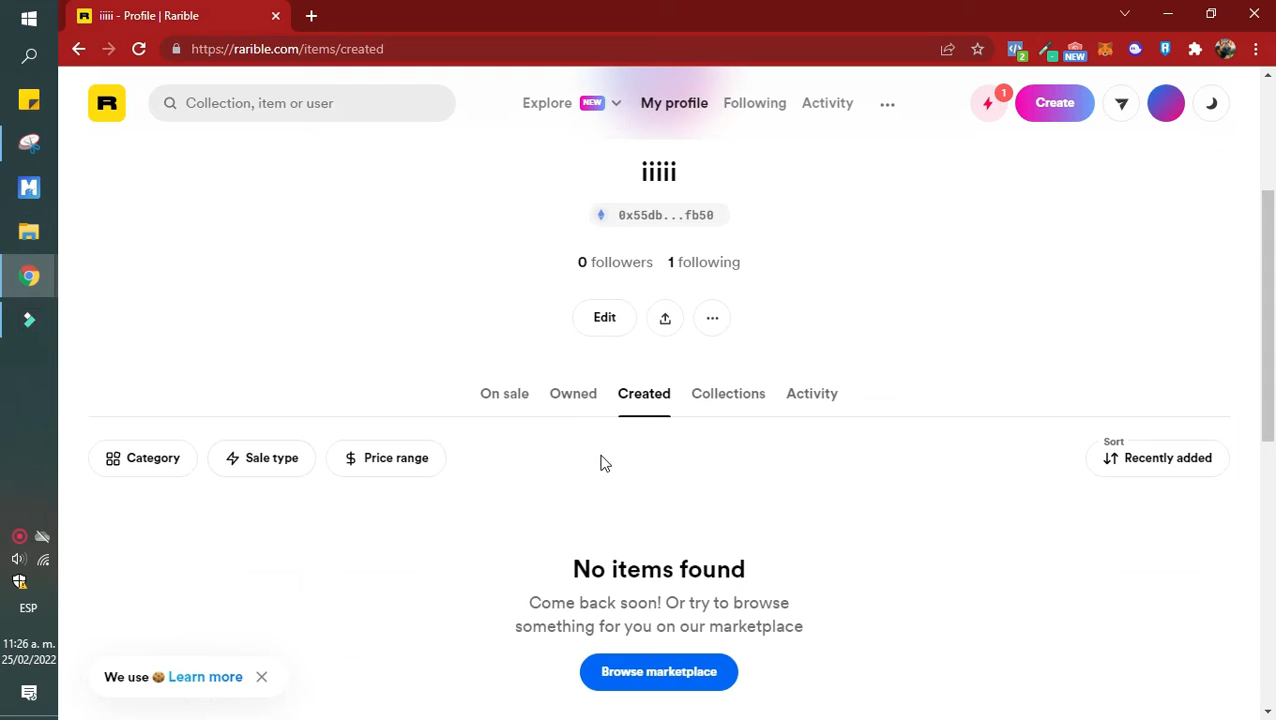 iiiii - Profile | Rarible
https://rarible.com/items/created
2
NEW
R
Collection, item or user
Explore NEW
My profile
Following
Activity
1
Create
iiiii
0x55db...fb50
0 followers 1 following
Edit
On sale
Owned
Created
Collections
Activity
Category
Sale type
$ Price range
Sort
Recently added
No items found
Come back soon! Or try to browse
something for you on our marketplace
Browse marketplace
We use 🍪 Learn more
ESP
11:26 a. m.
25/02/2022